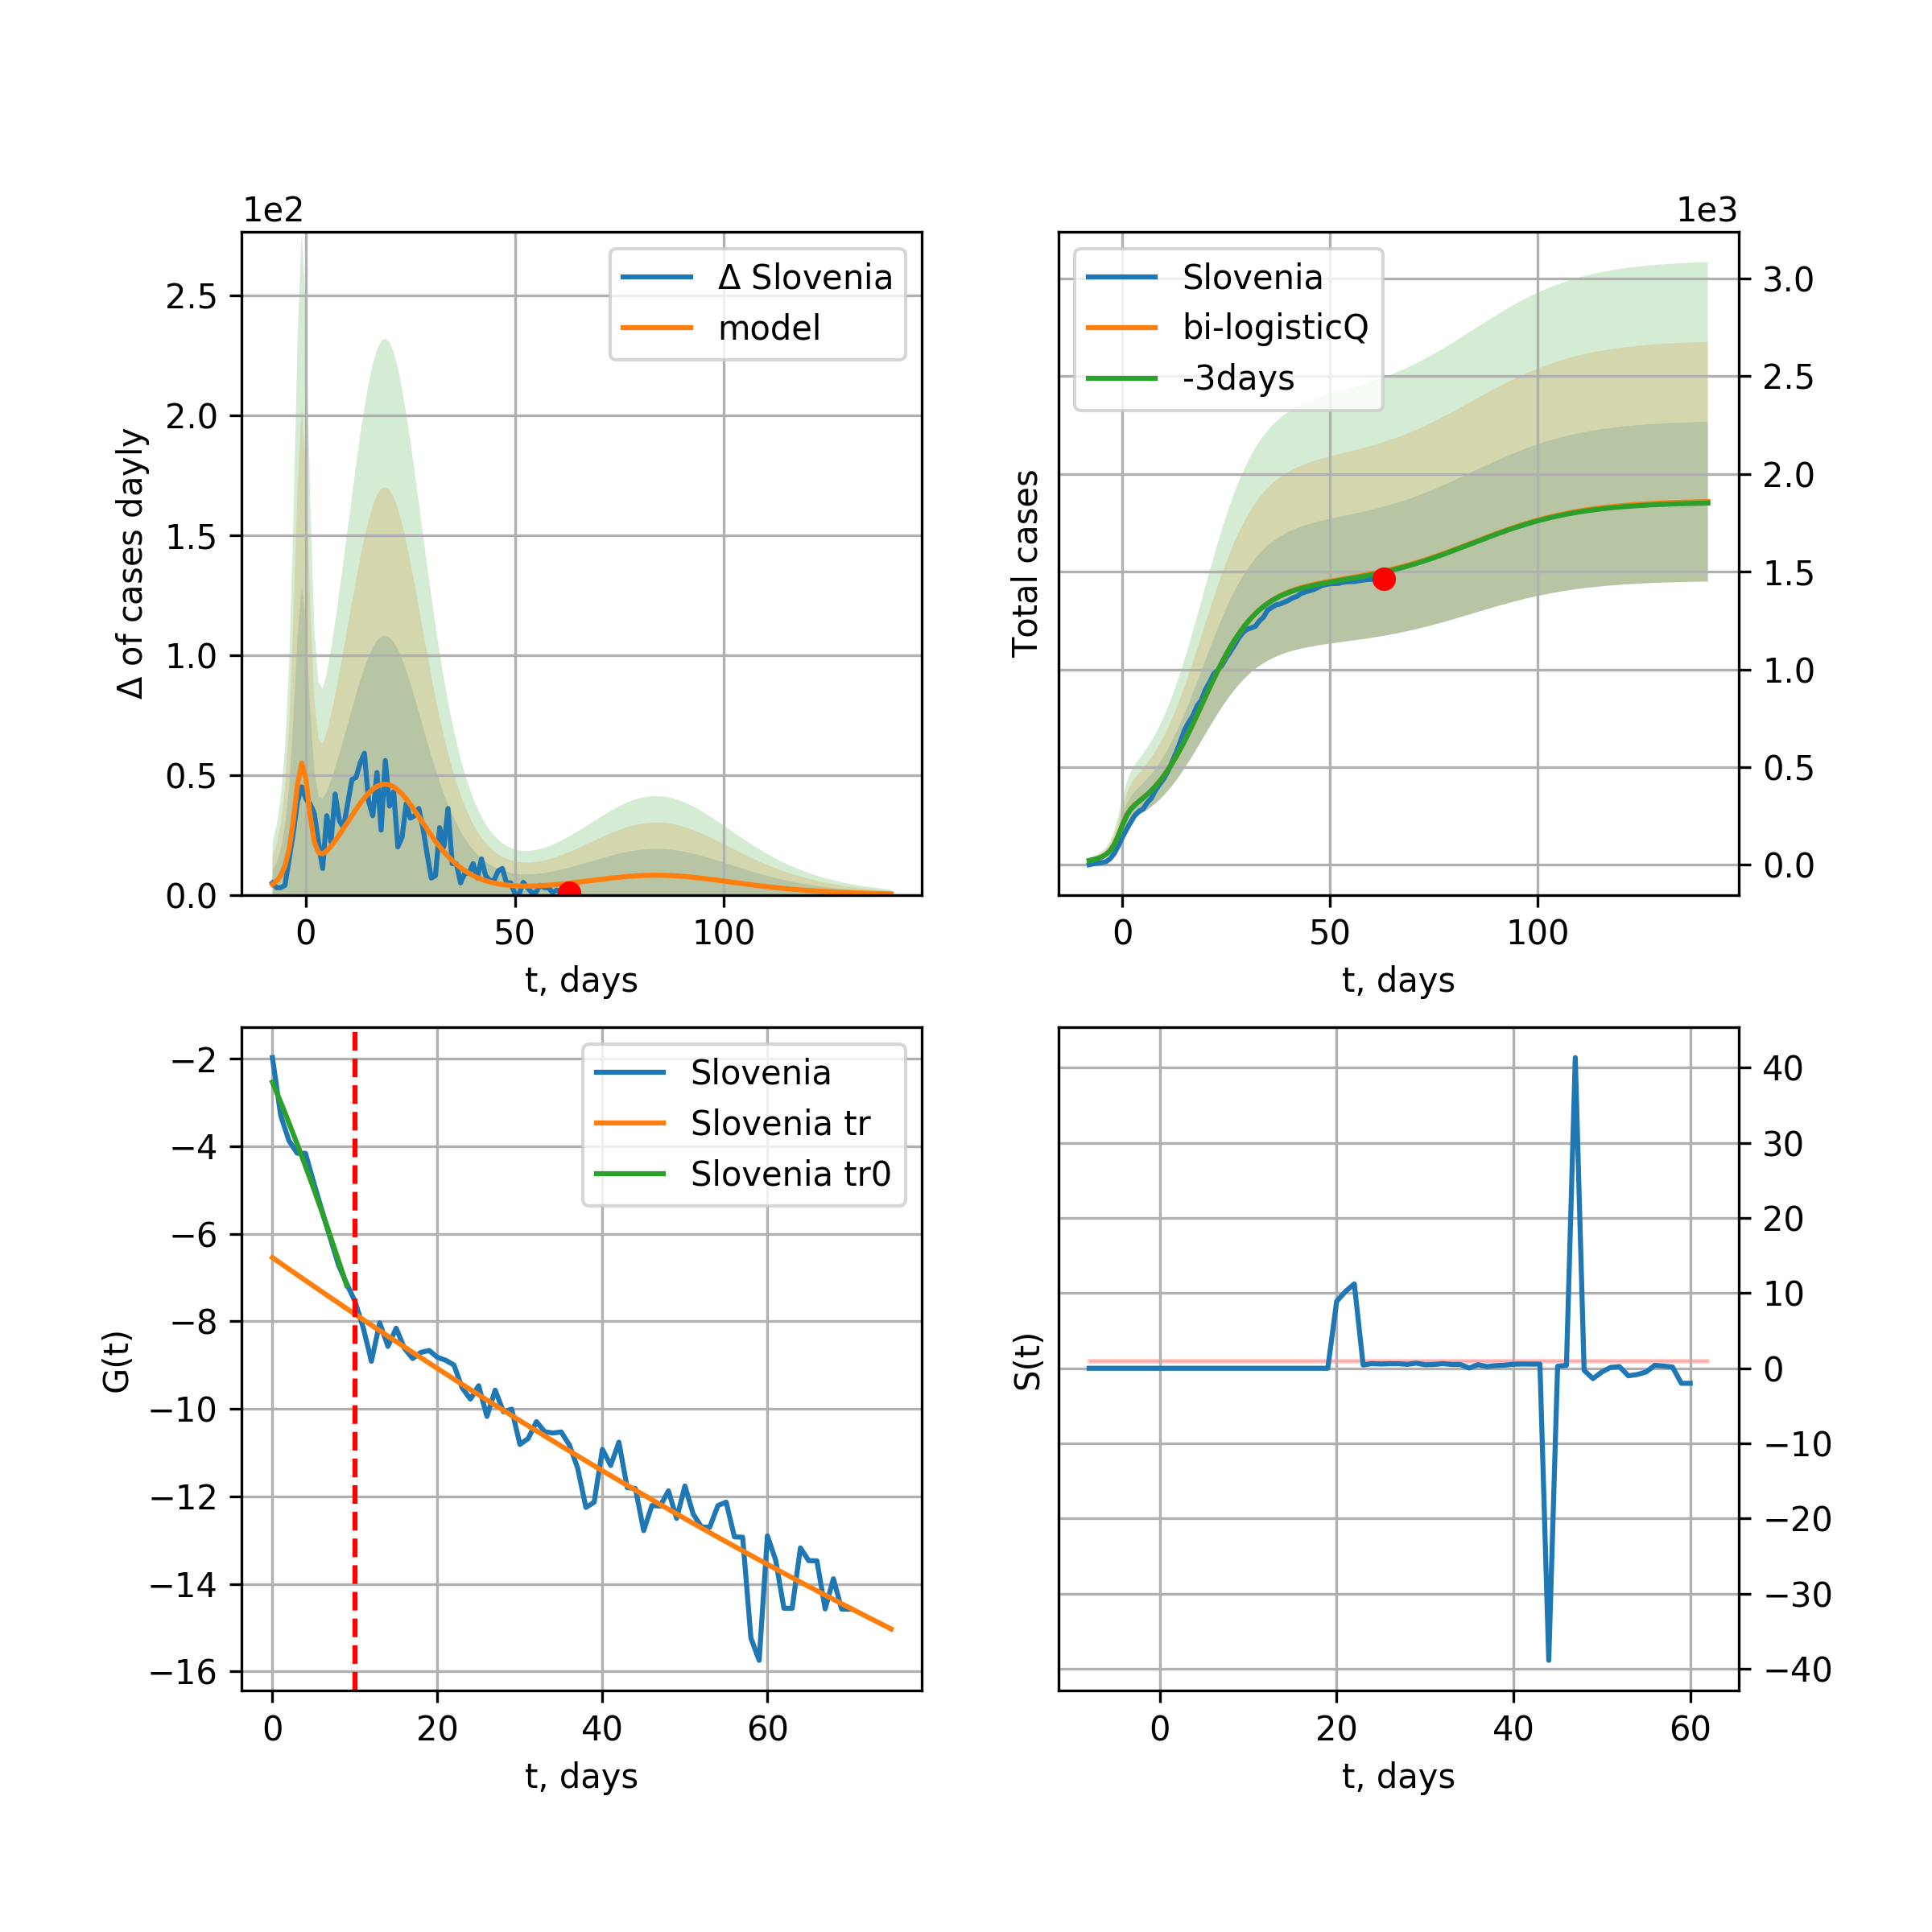 1e2
Δ of cases dayly
2.5
2.0
1.5
1.0
0.5
0.0
0 50 100
t, days
Δ Slovenia
model
1e3
Total cases
3.0
2.5
2.0
1.5
1.0
0.5
0.0
0 50 100
t, days
Slovenia
bi-logisticQ
-3days
G(t)
−2
−4
−6
−8
−10
−12
−14
−16
0 20 40 60
t, days
Slovenia
Slovenia tr
Slovenia tr0
S(t)
40
30
20
10
0
−10
−20
−30
−40
0 20 40 60
t, days